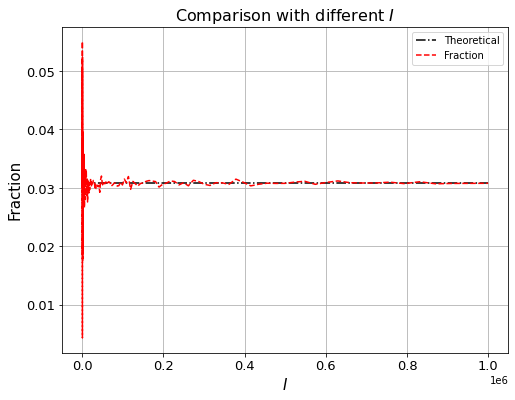 Comparison with different I
Theoretical
Fraction
0.05
0.04
0.03
0.02
0.01
Fraction
0.0 0.2 0.4 0.6 0.8 1.0
1e6
I